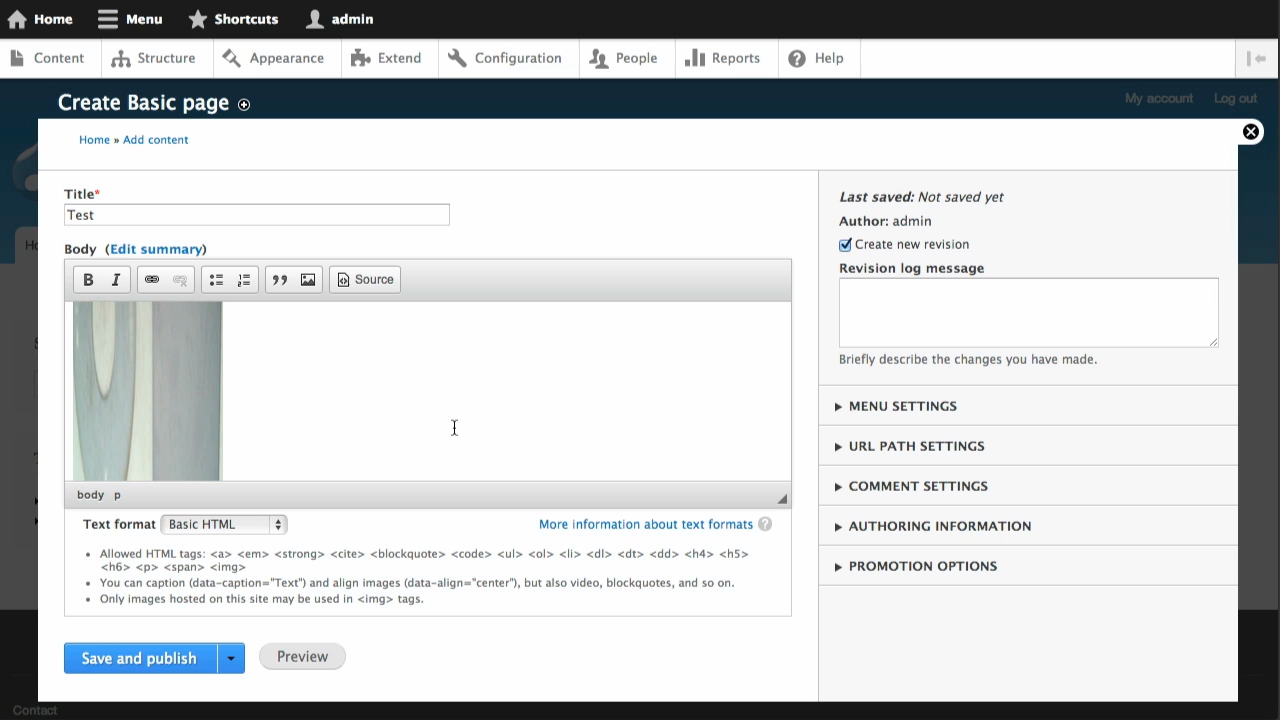 Home Menu Shortcuts admin
Content Structure Appearance Extend Configuration People Reports Help
Create Basic page
My account Log out
Home » Add content
Title*
Test
Body (Edit summary)
B I Source
body p
Text format Basic HTML
More information about text formats ?
Allowed HTML tags: <a> <em> <strong> <cite> <blockquote> <code> <ul> <ol> <li> <dl> <dt> <dd> <h4> <h5>
<h6> <p> <span> <img>
You can caption (data-caption="Text") and align images (data-align="center"), but also video, blockquotes, and so on.
Only images hosted on this site may be used in <img> tags.
Save and publish
Preview
Last saved: Not saved yet
Author: admin
Create new revision
Revision log message
Briefly describe the changes you have made.
MENU SETTINGS
URL PATH SETTINGS
COMMENT SETTINGS
AUTHORING INFORMATION
PROMOTION OPTIONS
Contact